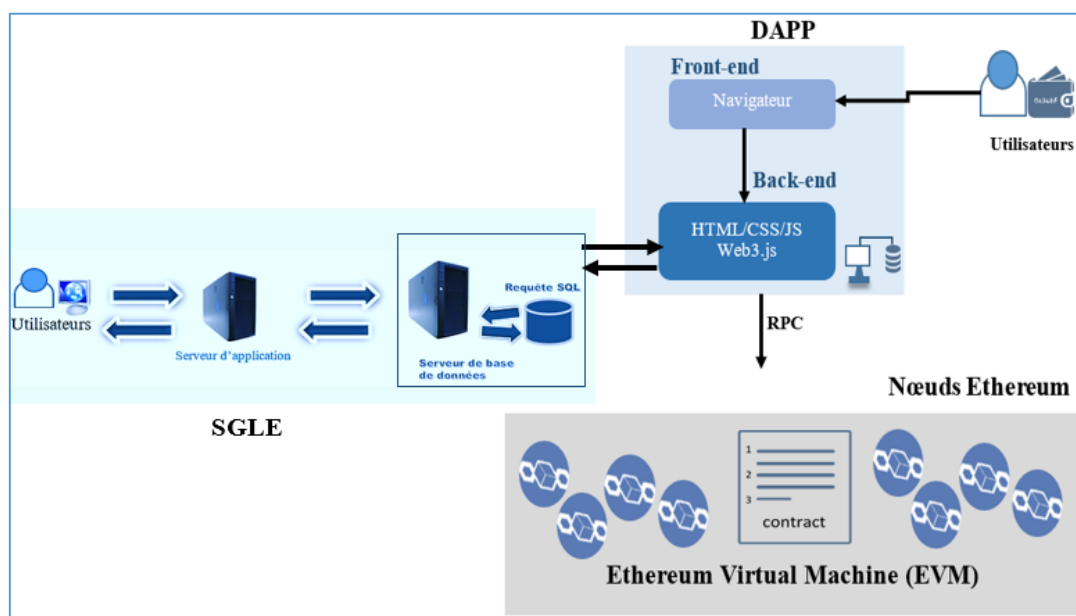 DAPP
Front-end
Navigateur
Utilisateurs
Back-end
HTML/CSS/JS
Web3.js
Requête SQL
Utilisateurs
Serveur d'application
Serveur de base
de données
RPC
SGLE
Nœuds Ethereum
1
2
3
contract
Ethereum Virtual Machine (EVM)